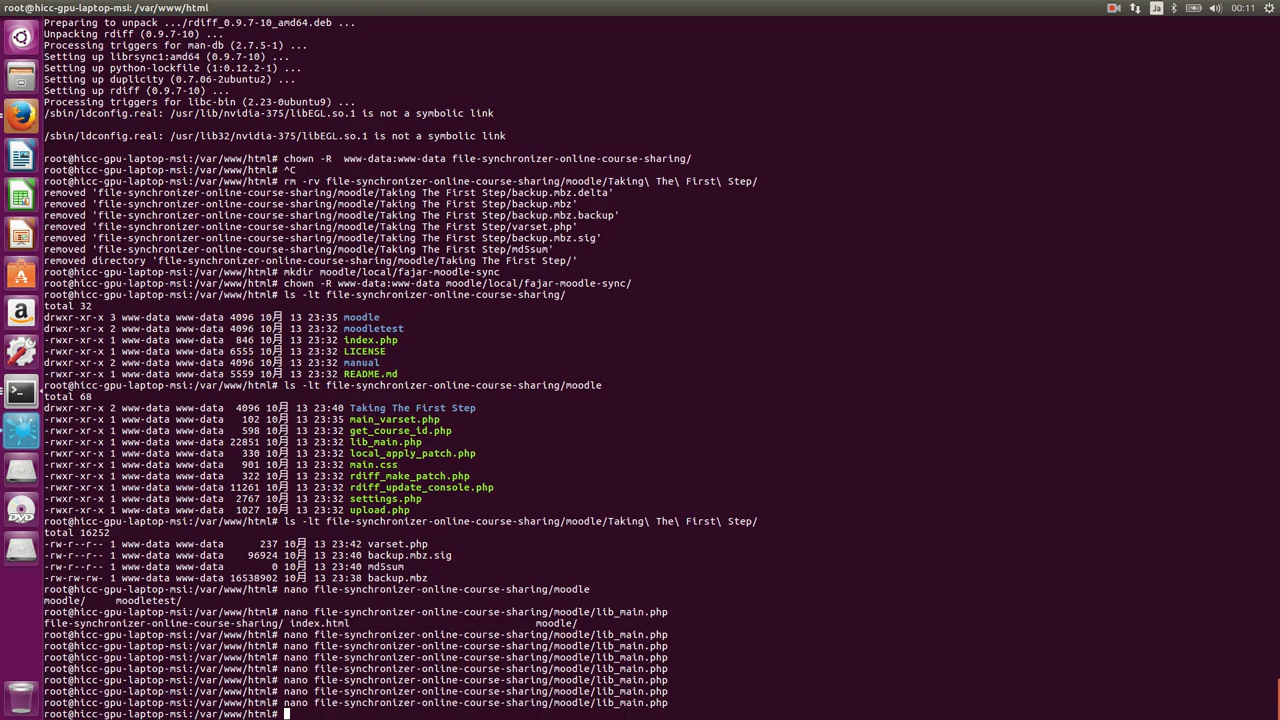 root@hicc-gpu-laptop-msi: /var/www/html
Ja
00:11
Preparing to unpack .../rdiff_0.9.7-10_amd64.deb ...
Unpacking rdiff (0.9.7-10) ...
Processing triggers for man-db (2.7.5-1) ...
Setting up librsync1:amd64 (0.9.7-10) ...
Setting up python-lockfile (1:0.12.2-1) ...
Setting up duplicity (0.7.06-2ubuntu2) ...
Setting up rdiff (0.9.7-10) ...
Processing triggers for libc-bin (2.23-0ubuntu9) ...
/sbin/ldconfig.real: /usr/lib/nvidia-375/libEGL.so.1 is not a symbolic link
/sbin/ldconfig.real: /usr/lib32/nvidia-375/libEGL.so.1 is not a symbolic link
root@hicc-gpu-laptop-msi:/var/www/html# chown -R  www-data:www-data file-synchronizer-online-course-sharing/
root@hicc-gpu-laptop-msi:/var/www/html# ^C
root@hicc-gpu-laptop-msi:/var/www/html# rm -rv file-synchronizer-online-course-sharing/moodle/Taking\ The\ First\ Step/
removed 'file-synchronizer-online-course-sharing/moodle/Taking The First Step/backup.mbz.delta'
removed 'file-synchronizer-online-course-sharing/moodle/Taking The First Step/backup.mbz'
removed 'file-synchronizer-online-course-sharing/moodle/Taking The First Step/backup.mbz.backup'
removed 'file-synchronizer-online-course-sharing/moodle/Taking The First Step/varset.php'
removed 'file-synchronizer-online-course-sharing/moodle/Taking The First Step/backup.mbz.sig'
removed 'file-synchronizer-online-course-sharing/moodle/Taking The First Step/md5sum'
removed directory 'file-synchronizer-online-course-sharing/moodle/Taking The First Step/'
root@hicc-gpu-laptop-msi:/var/www/html# mkdir moodle/local/fajar-moodle-sync
root@hicc-gpu-laptop-msi:/var/www/html# chown -R www-data:www-data moodle/local/fajar-moodle-sync/
root@hicc-gpu-laptop-msi:/var/www/html# ls -lt file-synchronizer-online-course-sharing/
total 32
drwxr-xr-x 3 www-data www-data 4096 10月 13 23:35 moodle
drwxr-xr-x 2 www-data www-data 4096 10月 13 23:32 moodletest
-rwxr-xr-x 1 www-data www-data  846 10月 13 23:32 index.php
-rwxr-xr-x 1 www-data www-data 6555 10月 13 23:32 LICENSE
drwxr-xr-x 2 www-data www-data 4096 10月 13 23:32 manual
-rwxr-xr-x 1 www-data www-data 5559 10月 13 23:32 README.md
root@hicc-gpu-laptop-msi:/var/www/html# ls -lt file-synchronizer-online-course-sharing/moodle
total 68
drwxr-xr-x 2 www-data www-data  4096 10月 13 23:40 Taking The First Step
-rwxr-xr-x 1 www-data www-data   102 10月 13 23:35 main_varset.php
-rwxr-xr-x 1 www-data www-data   598 10月 13 23:32 get_course_id.php
-rwxr-xr-x 1 www-data www-data 22851 10月 13 23:32 lib_main.php
-rwxr-xr-x 1 www-data www-data   330 10月 13 23:32 local_apply_patch.php
-rwxr-xr-x 1 www-data www-data   901 10月 13 23:32 main.css
-rwxr-xr-x 1 www-data www-data   322 10月 13 23:32 rdiff_make_patch.php
-rwxr-xr-x 1 www-data www-data 11261 10月 13 23:32 rdiff_update_console.php
-rwxr-xr-x 1 www-data www-data  2767 10月 13 23:32 settings.php
-rwxr-xr-x 1 www-data www-data  1027 10月 13 23:32 upload.php
root@hicc-gpu-laptop-msi:/var/www/html# ls -lt file-synchronizer-online-course-sharing/moodle/Taking\ The\ First\ Step/
total 16252
-rw-r--r-- 1 www-data www-data      237 10月 13 23:42 varset.php
-rw-r--r-- 1 www-data www-data    96924 10月 13 23:40 backup.mbz.sig
-rw-r--r-- 1 www-data www-data        0 10月 13 23:40 md5sum
-rw-rw-rw- 1 www-data www-data 16538902 10月 13 23:38 backup.mbz
root@hicc-gpu-laptop-msi:/var/www/html# nano file-synchronizer-online-course-sharing/moodle
moodle/     moodletest/
root@hicc-gpu-laptop-msi:/var/www/html# nano file-synchronizer-online-course-sharing/moodle/lib_main.php
file-synchronizer-online-course-sharing/ index.html                               moodle/
root@hicc-gpu-laptop-msi:/var/www/html# nano file-synchronizer-online-course-sharing/moodle/lib_main.php
root@hicc-gpu-laptop-msi:/var/www/html# nano file-synchronizer-online-course-sharing/moodle/lib_main.php
root@hicc-gpu-laptop-msi:/var/www/html# nano file-synchronizer-online-course-sharing/moodle/lib_main.php
root@hicc-gpu-laptop-msi:/var/www/html# nano file-synchronizer-online-course-sharing/moodle/lib_main.php
root@hicc-gpu-laptop-msi:/var/www/html# nano file-synchronizer-online-course-sharing/moodle/lib_main.php
root@hicc-gpu-laptop-msi:/var/www/html# nano file-synchronizer-online-course-sharing/moodle/lib_main.php
root@hicc-gpu-laptop-msi:/var/www/html# nano file-synchronizer-online-course-sharing/moodle/lib_main.php
root@hicc-gpu-laptop-msi:/var/www/html#